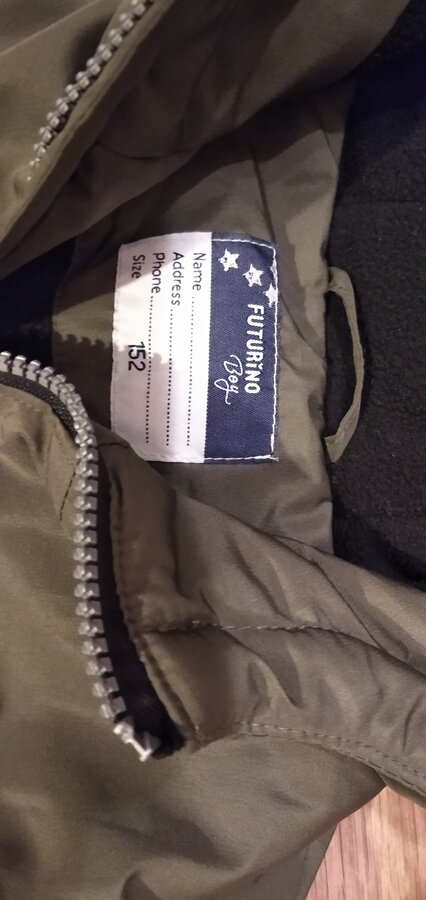 FUTURINO
Boy
Name ....................
Address ....................
Phone ....................
Size 152